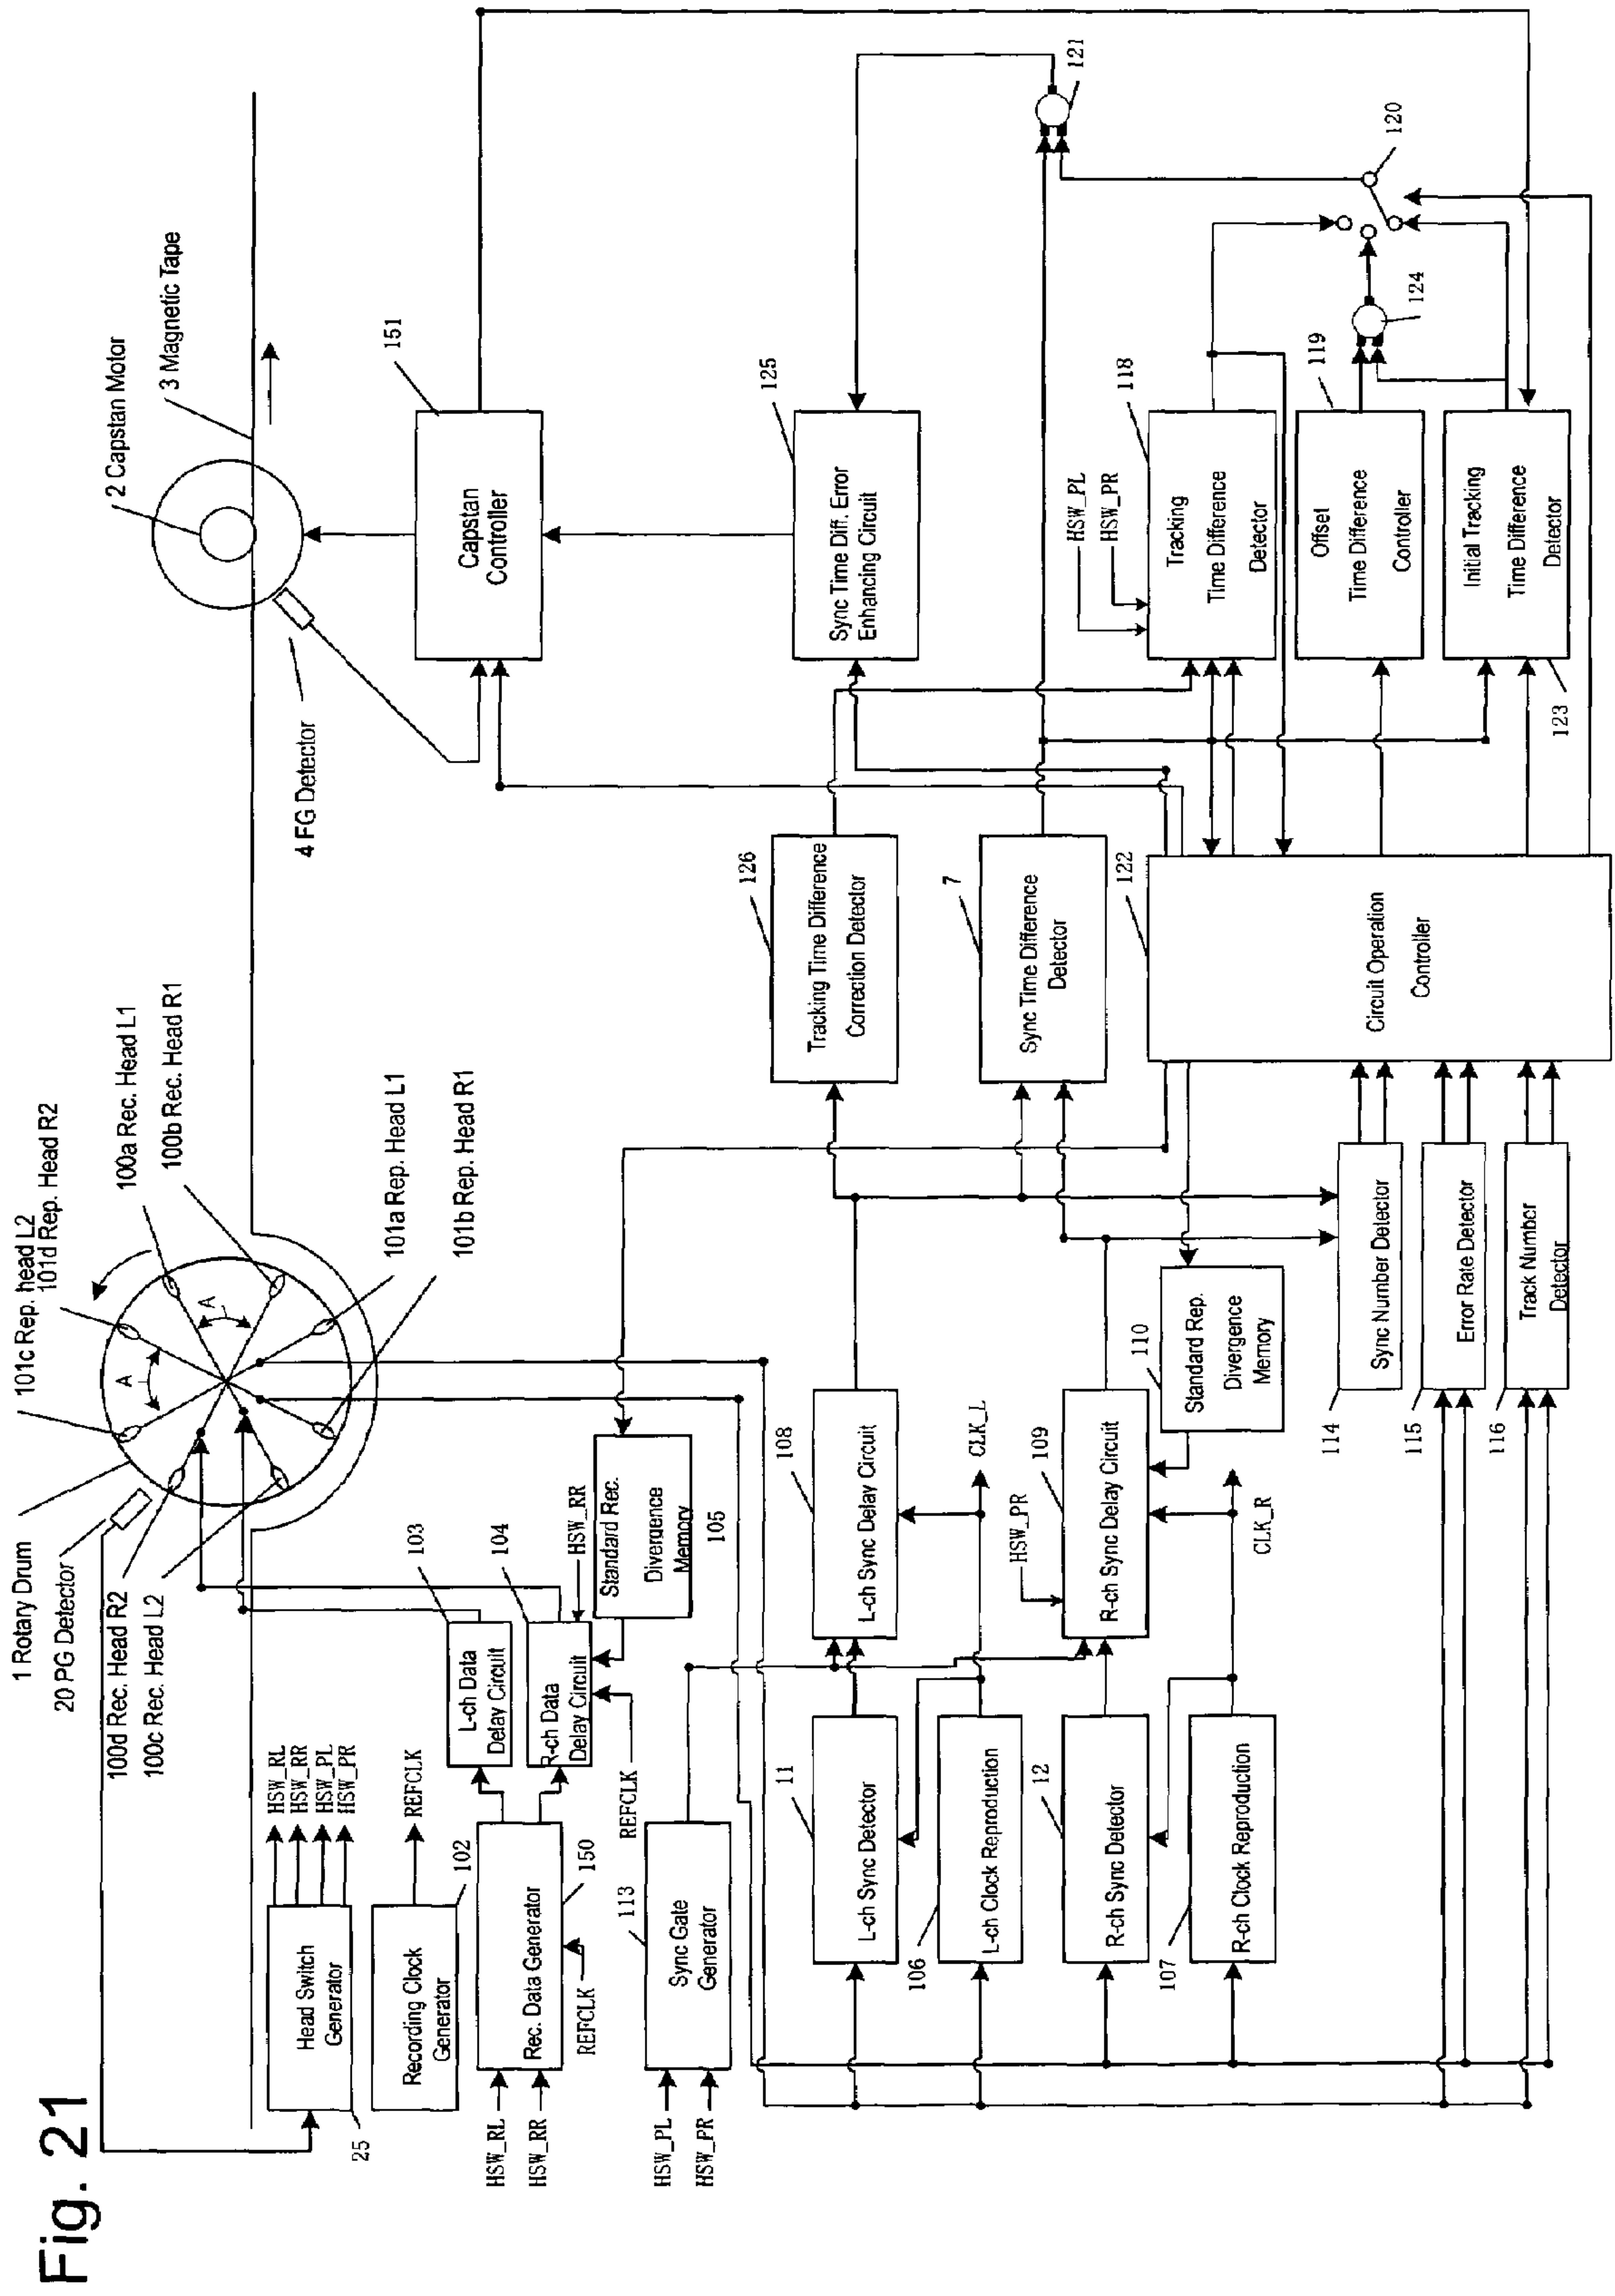 Fig. 21
1 Rotary Drum
20 PG Detector
100d Rec. Head R2
100c Rec. Head L2
101c Rep. head L2
101d Rep. Head R2
100a Rec. Head L1
100b Rec. Head R1
101a Rep. Head L1
101b Rep. Head R1
A
A
2 Capstan Motor
3 Magnetic Tape
4 FG Detector
25
Head Switch
Generator
HSW_RL
HSW_RR
HSW_PL
HSW_PR
Recording Clock
Generator
102
REFCLK
HSW_RL
HSW_RR
Rec. Data Generator
150
REFCLK
L-ch Data
Delay Circuit
103
R-ch Data
Delay Circuit
104
HSW_RR
REFCLK
Standard Rec.
Divergence
Memory
105
HSW_PL
HSW_PR
Sync Gate
Generator
113
L-ch Sync Detector
11
L-ch Clock Reproduction
106
R-ch Sync Detector
12
R-ch Clock Reproduction
107
L-ch Sync Delay Circuit
108
CLK_L
HSW_PR
R-ch Sync Delay Circuit
109
CLK_R
Standard Rep.
Divergence
Memory
110
Sync Number Detector
114
Error Rate Detector
115
Track Number
Detector
116
Tracking Time Difference
Correction Detector
126
Sync Time Difference
Detector
7
Circuit Operation
Controller
122
Capstan
Controller
151
Sync Time Diff. Error
Enhancing Circuit
125
HSW_PL
HSW_PR
Tracking
Time Difference
Detector
118
Offset
Time Difference
Controller
119
Initial Tracking
Time Difference
Detector
123
124
120
121